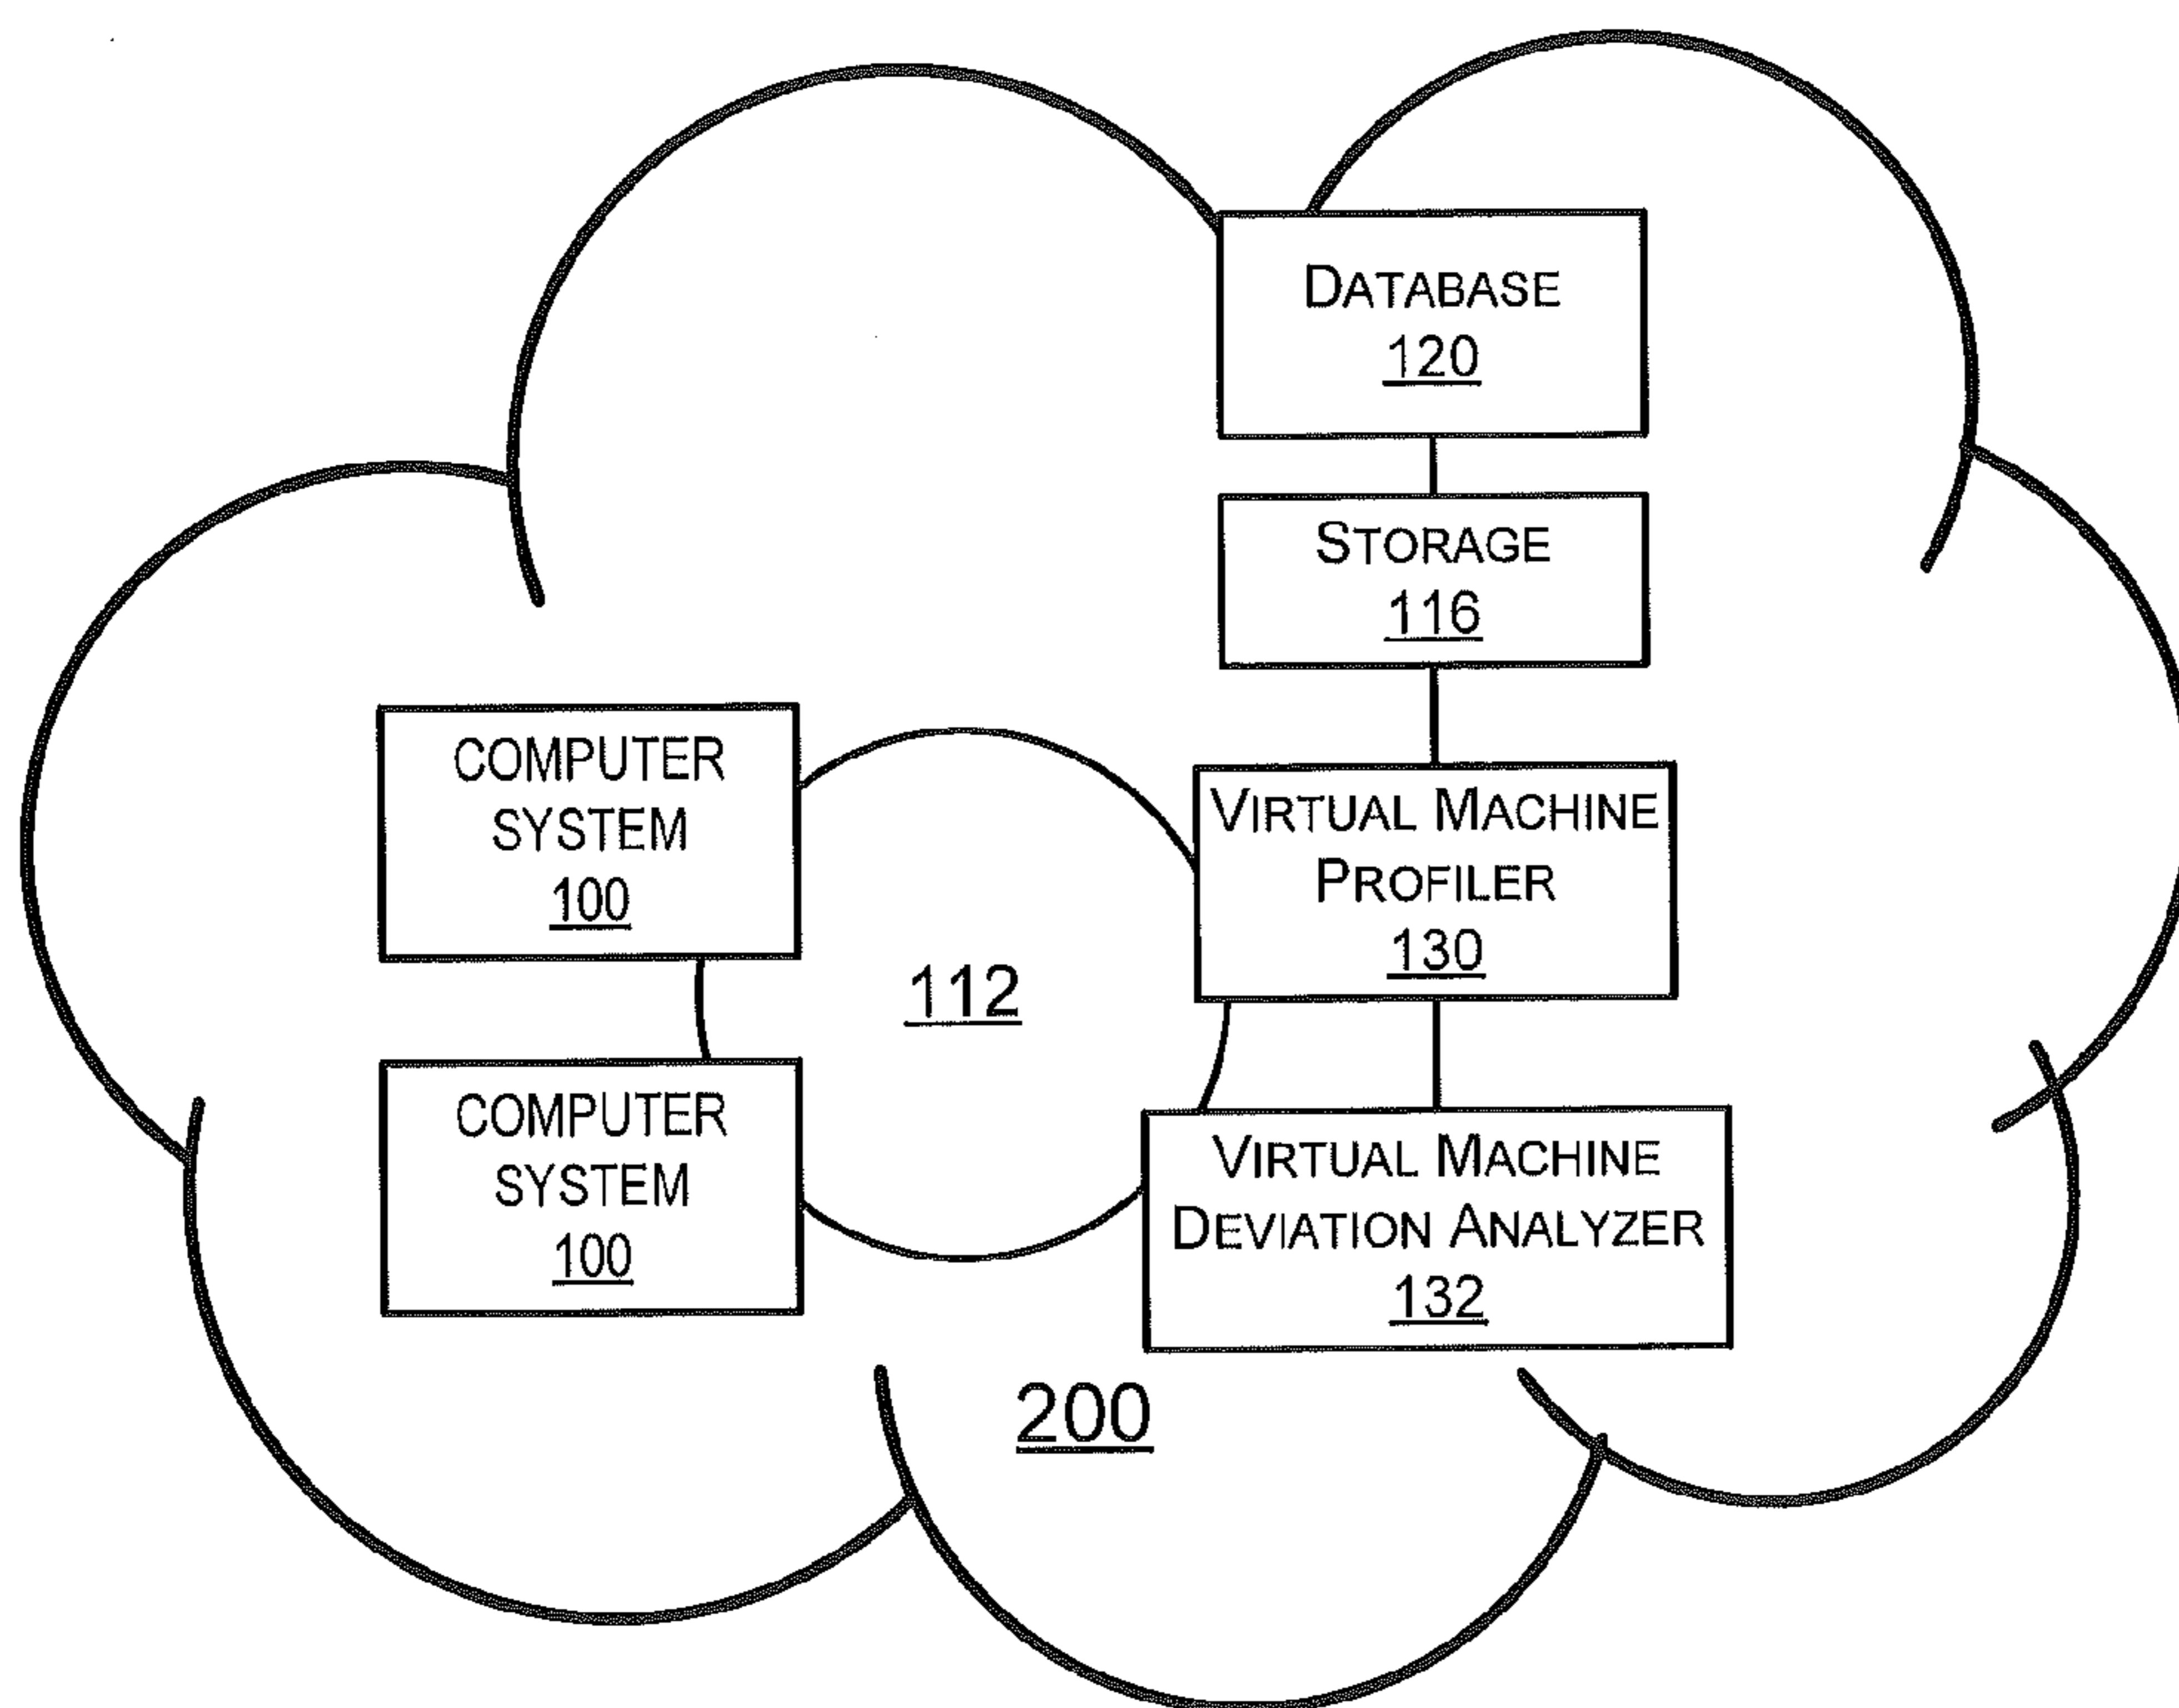 DATABASE
120
STORAGE
116
COMPUTER
SYSTEM
100
VIRTUAL MACHINE
PROFILER
130
112
COMPUTER
SYSTEM
100
VIRTUAL MACHINE
DEVIATION ANALYZER
132
200